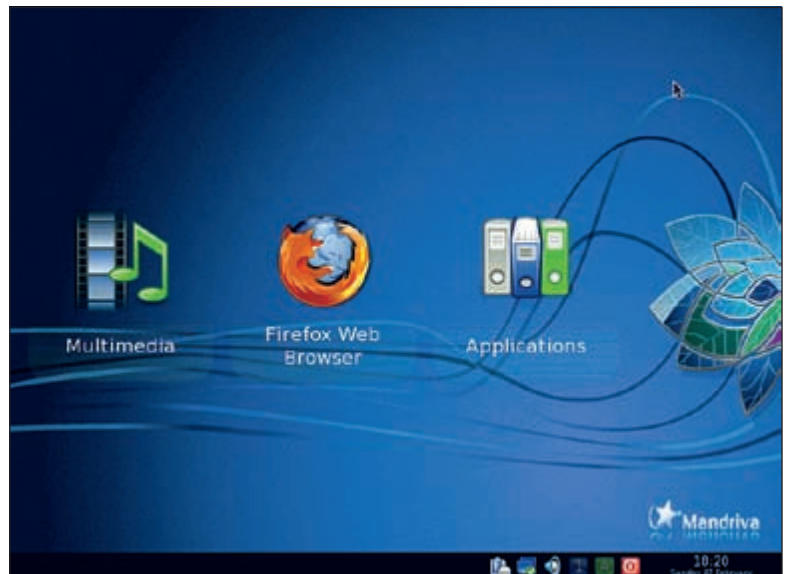 Multimedia
Firefox Web
Browser
Applications
Mandriva
18:20